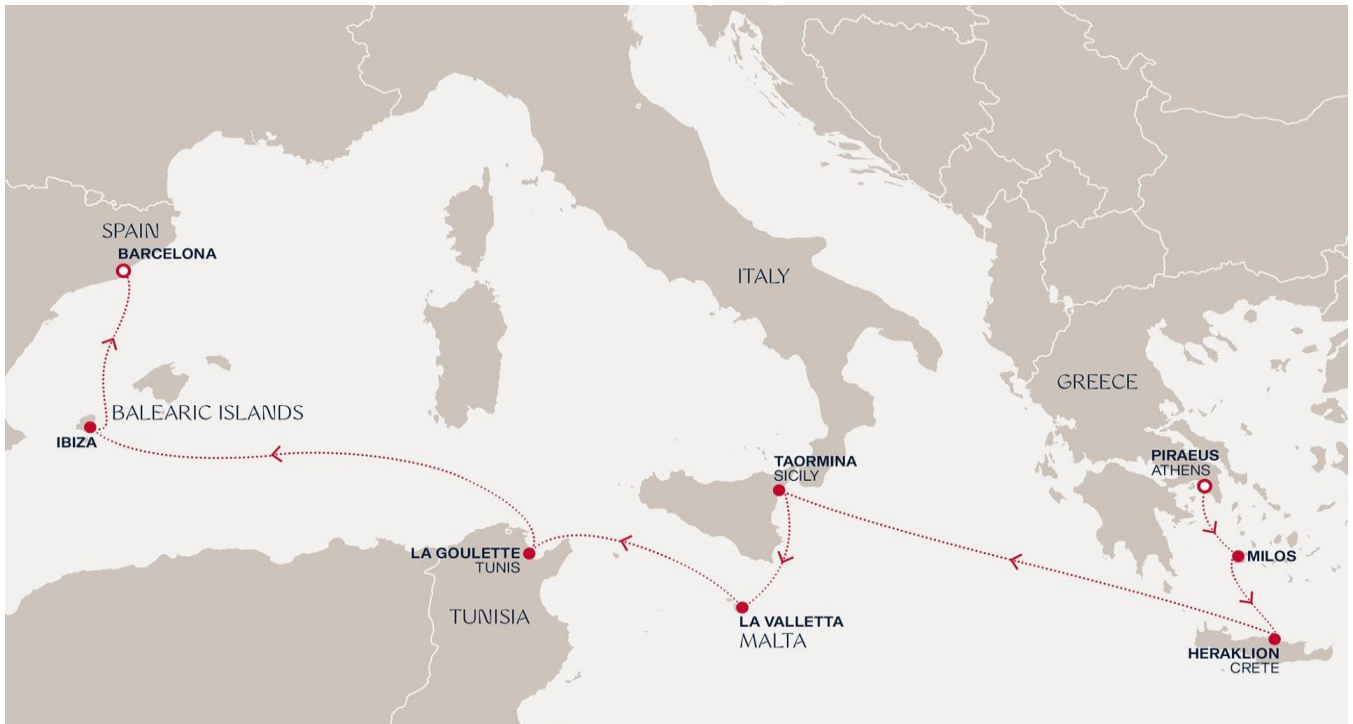 SPAIN
BARCELONA
ITALY
GREECE
BALEARIC ISLANDS
IBIZA
TAORMINA
SICILY
PIRAEUS
ATHENS
LA GOULETTE
TUNIS
MILOS
TUNISIA
LA VALLETTA
MALTA
HERAKLION
CRETE